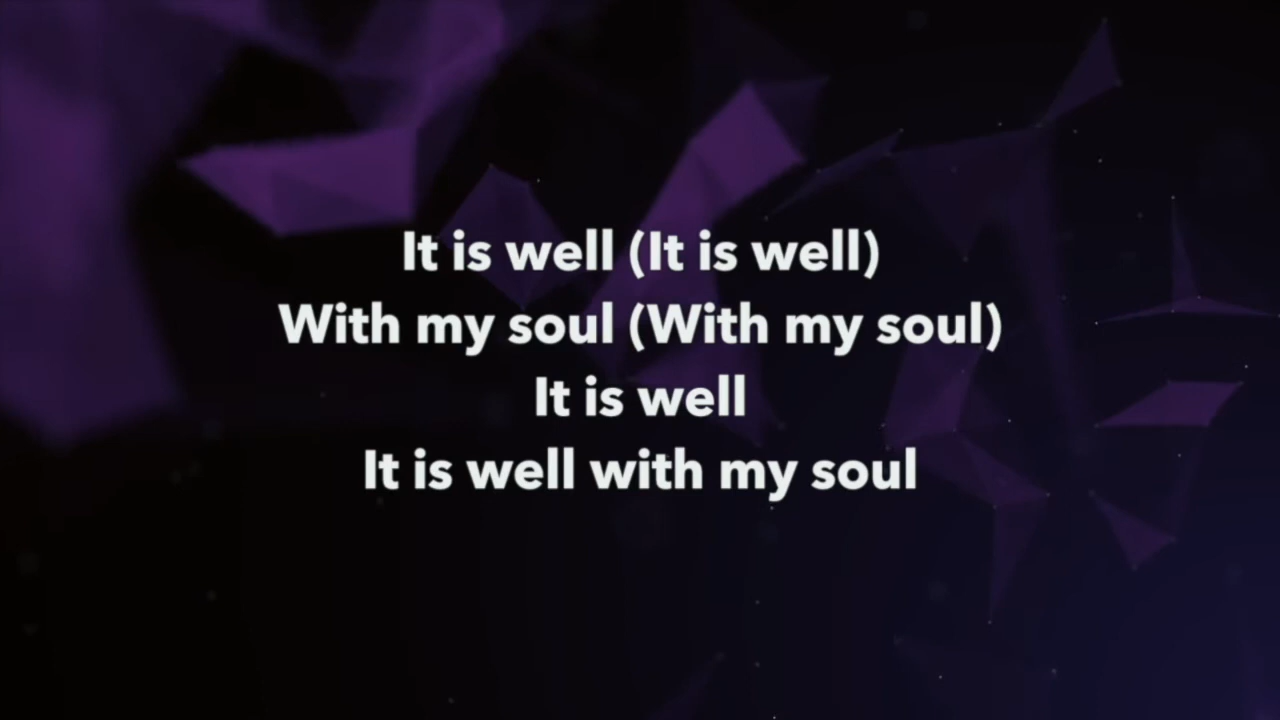 It is well (It is well)
With my soul (With my soul)
It is well
It is well with my soul